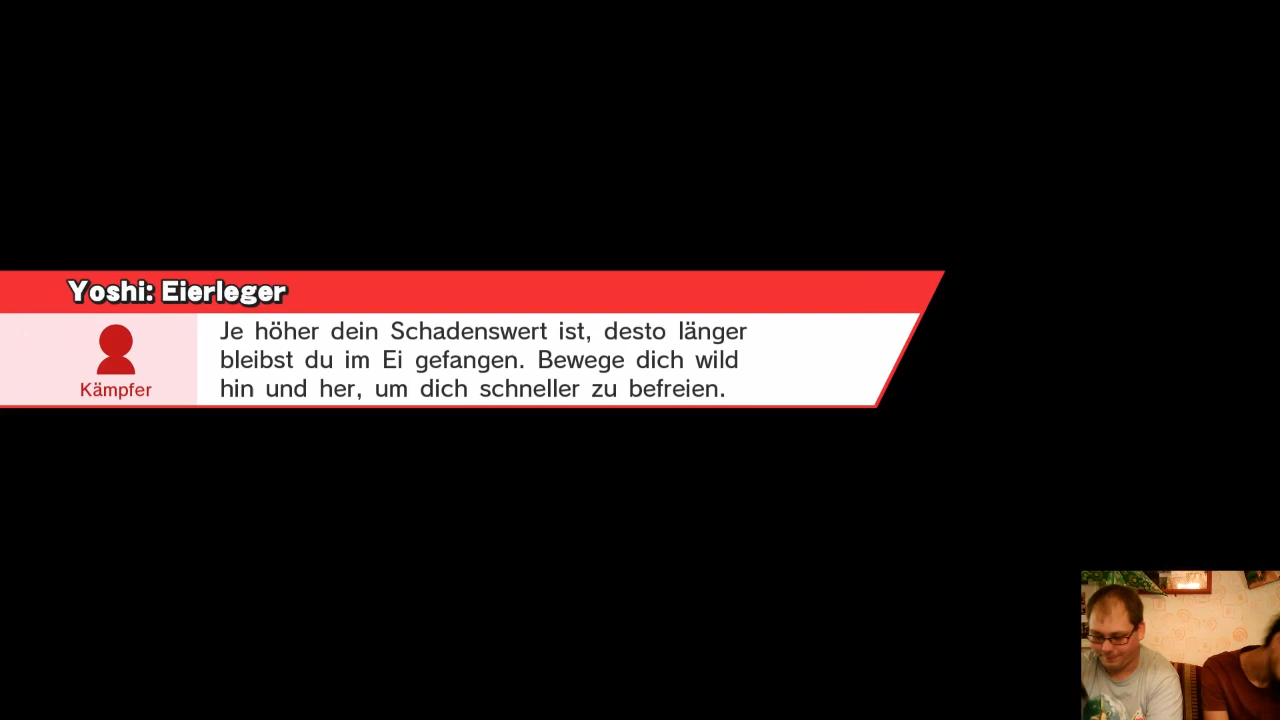 Yoshi: Eierleger
Je höher dein Schadenswert ist, desto länger
bleibst du im Ei gefangen. Bewege dich wild
hin und her, um dich schneller zu befreien.
Kämpfer